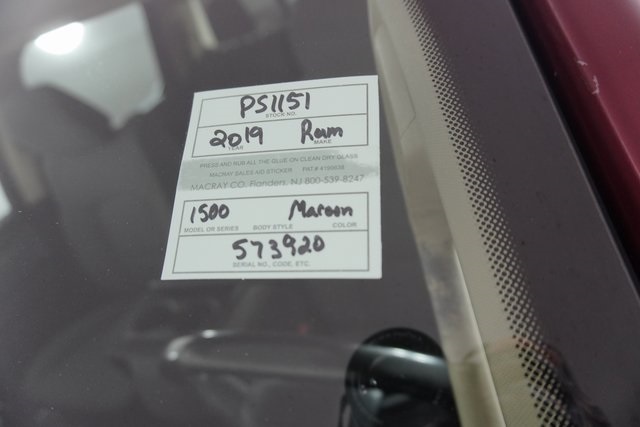 PS1151
STOCK NO.
2019 Ram
YEAR MAKE
PRESS AND RUB ALL THE GLUE ON CLEAN DRY GLASS
MACRAY SALES AID STICKER PAT.#
MACRAY CO. Flanders, NJ 800-539-8247
1500 Maroon
MODEL OR SERIES BODY STYLE COLOR
573920
SERIAL NO., CODE, ETC.